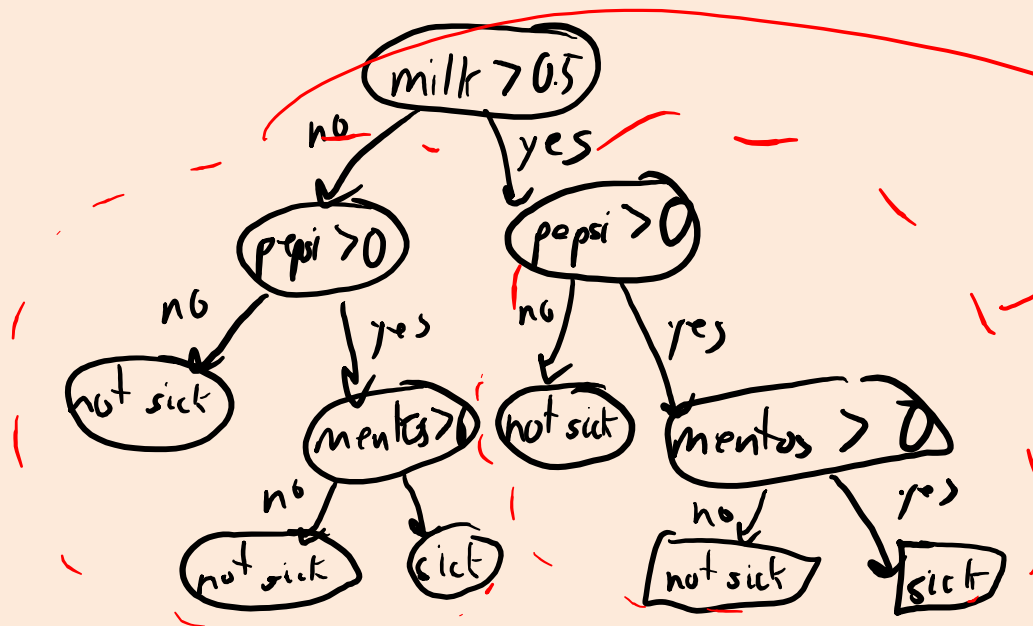 milk > 0.5
no
yes
pepsi > 0
pepsi > 0
no
yes
no
yes
not sick
mentos > 0
not sick
mentos > 0
no
no
yes
not sick
sick
not sick
sick